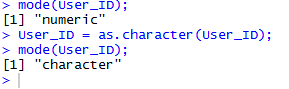 > mode(User_ID);
[1] "numeric"
> User_ID = as.character(User_ID);
> mode(User_ID);
[1] "character"
>